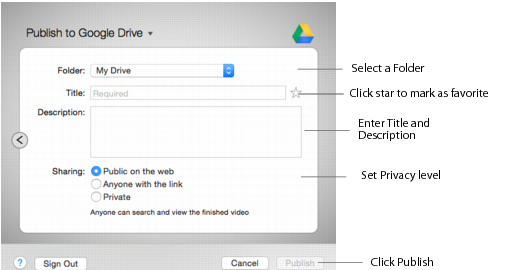 Publish to Google Drive
Folder: My Drive
Select a Folder
Title: Required
Click star to mark as favorite
Description:
Enter Title and
Description
Sharing: Public on the web
Anyone with the link
Set Privacy level
Private
Anyone can search and view the finished video
? Sign Out Cancel Publish
Click Publish